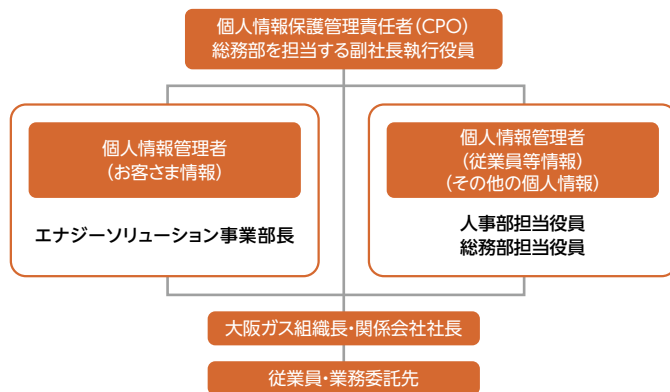 個人情報保護管理責任者（CPO）
総務部を担当する副社長執行役員
個人情報管理者
（お客さま情報）
エナジーソリューション事業部長
個人情報管理者
（従業員等情報）
（その他の個人情報）
人事部担当役員
総務部担当役員
大阪ガス組織長・関係会社社長
従業員・業務委託先